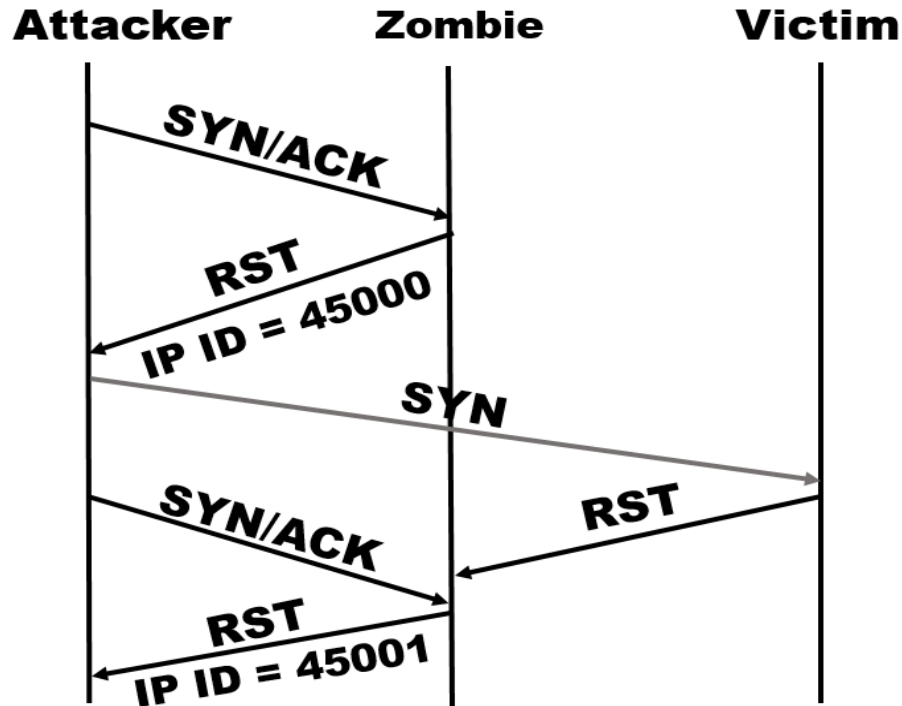 Attacker Zombie Victim
SYN/ACK
RST
IP ID = 45000
SYN
SYN/ACK
RST
RST
IP ID = 45001